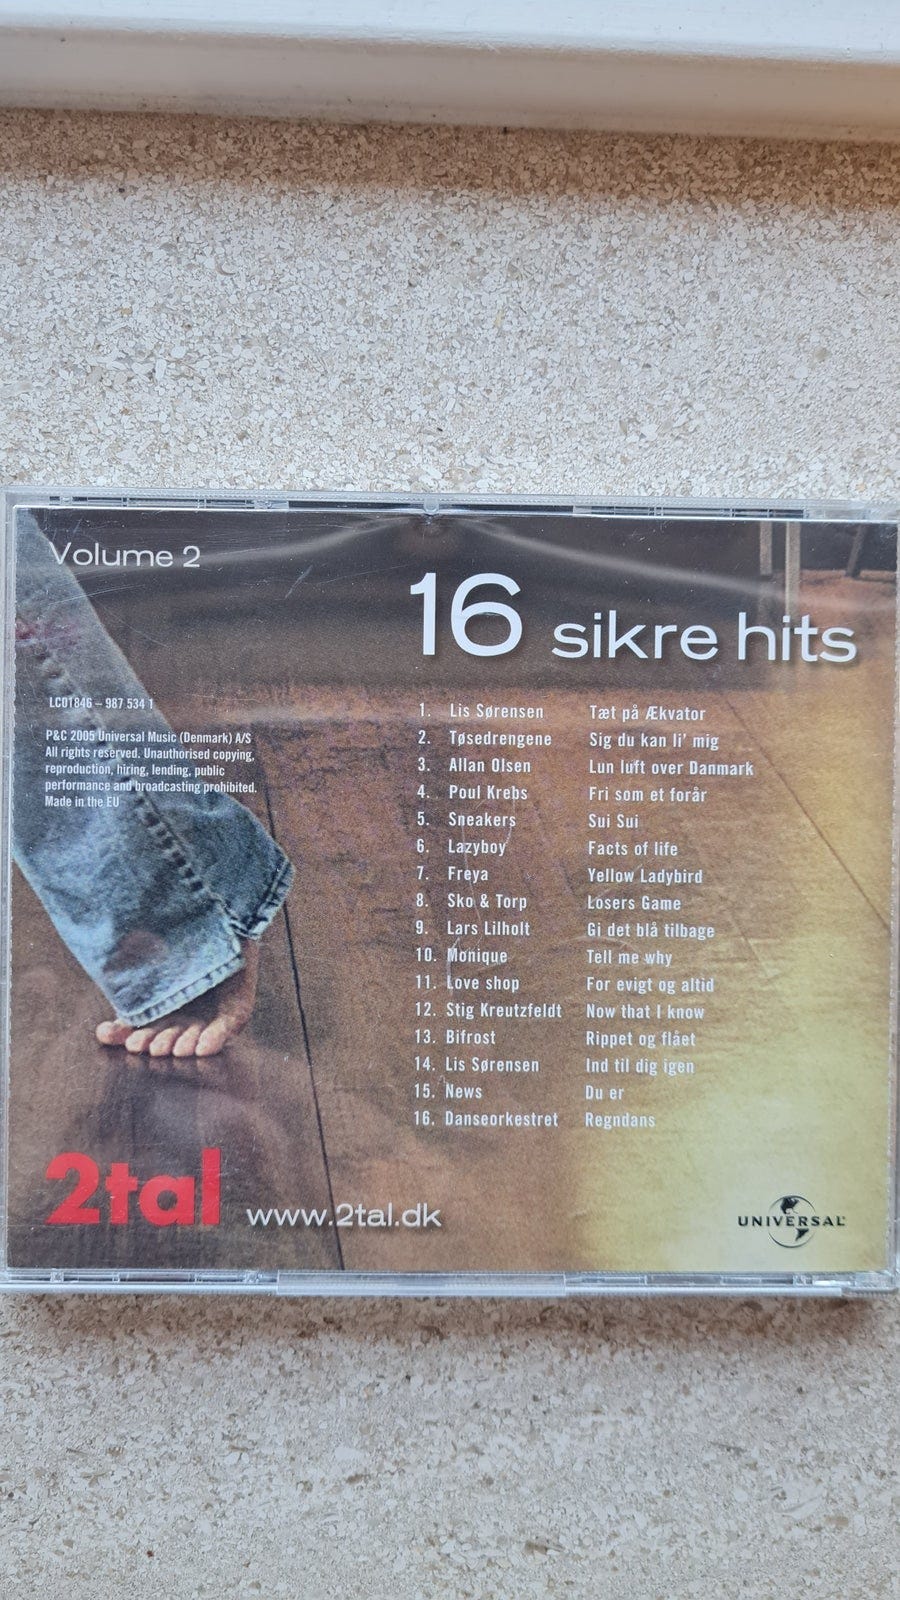 Volume 2
16 sikre hits
LC01846 – 987 534 1
P&C 2005 Universal Music (Denmark) A/S
All rights reserved. Unauthorised copying,
reproduction, hiring, lending, public
performance and broadcasting prohibited.
Made in the EU
1. Lis Sørensen Tæt på Ækvator
2. Tøsedrengene Sig du kan li' mig
3. Allan Olsen Lun luft over Danmark
4. Poul Krebs Fri som et forår
5. Sneakers Sui Sui
6. Lazyboy Facts of life
7. Freya Yellow Ladybird
8. Sko & Torp Losers Game
9. Lars Lilholt Gi det blå tilbage
10. Monique Tell me why
11. Love shop For evigt og altid
12. Stig Kreutzfeldt Now that I know
13. Bifrost Rippet og flået
14. Lis Sørensen Ind til dig igen
15. News Du er
16. Danseorkestret Regndans
2tal www.2tal.dk
UNIVERSAL